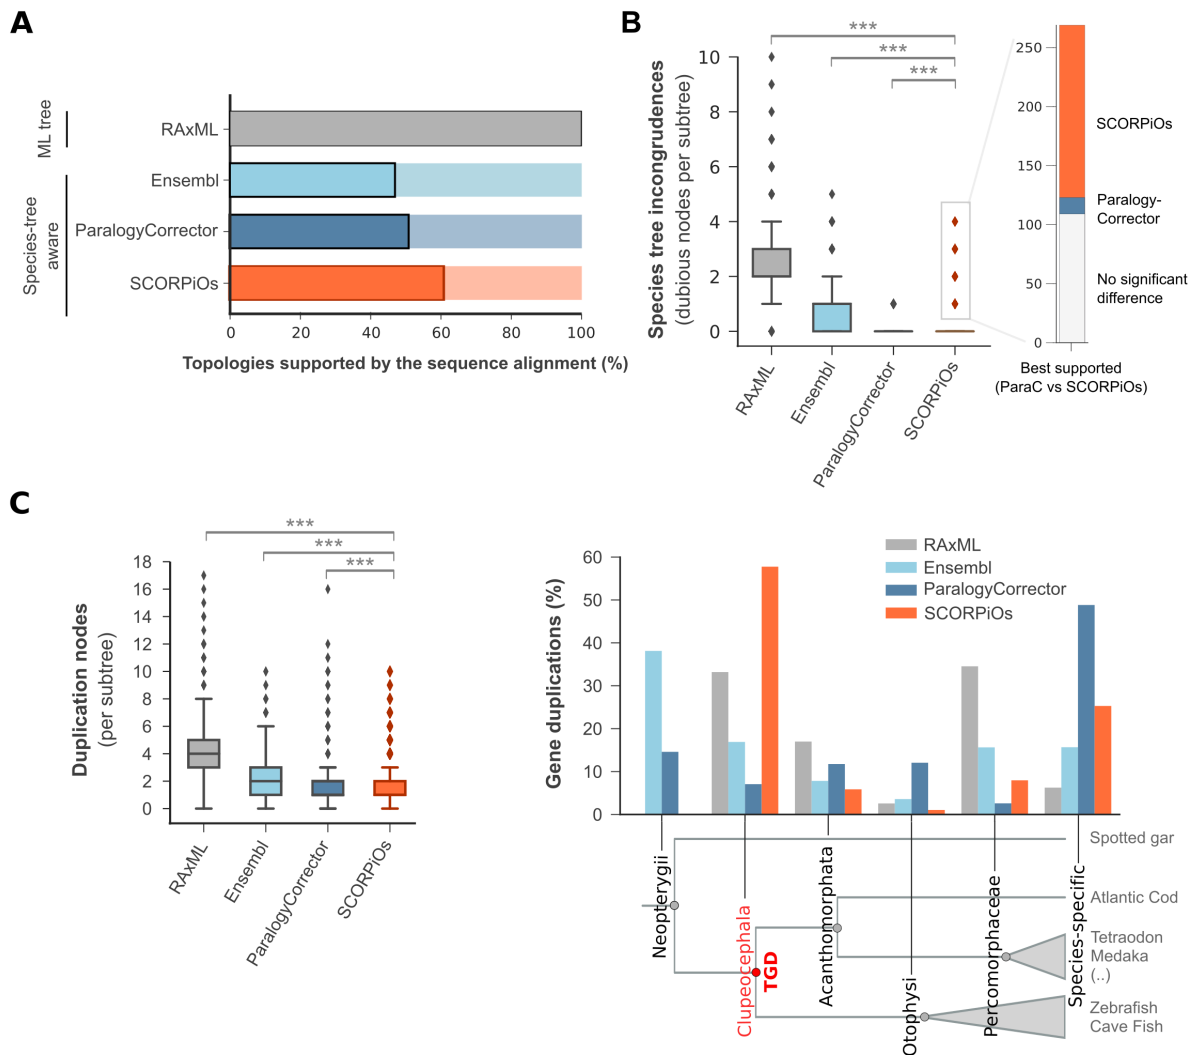 A
ML tree
Species-tree
aware
RAxML
Ensembl
ParalogyCorrector
SCORPiOs
0
20
40
60
80
100
Topologies supported by the sequence alignment (%)
B
Species tree incongrudences
(dubious nodes per subtree)
10
8
6
4
2
0
***
***
***
RAxML
Ensembl
ParalogyCorrector
SCORPiOs
250
200
150
100
50
0
SCORPiOs
Paralogy-
Corrector
No significant
difference
Best supported
(ParaC vs SCORPiOs)
C
Duplication nodes
(per subtree)
18
16
14
12
10
8
6
4
2
0
***
***
***
RAxML
Ensembl
ParalogyCorrector
SCORPiOs
Gene duplications (%)
60
50
40
30
20
10
0
RAxML
Ensembl
ParalogyCorrector
SCORPiOs
Neopterygii
Clupeocephala
TGD
Acanthomorphata
Otophysi
Percomorphaceae
Species-specific
Spotted gar
Atlantic Cod
Tetraodon
Medaka
(..)
Zebrafish
Cave Fish